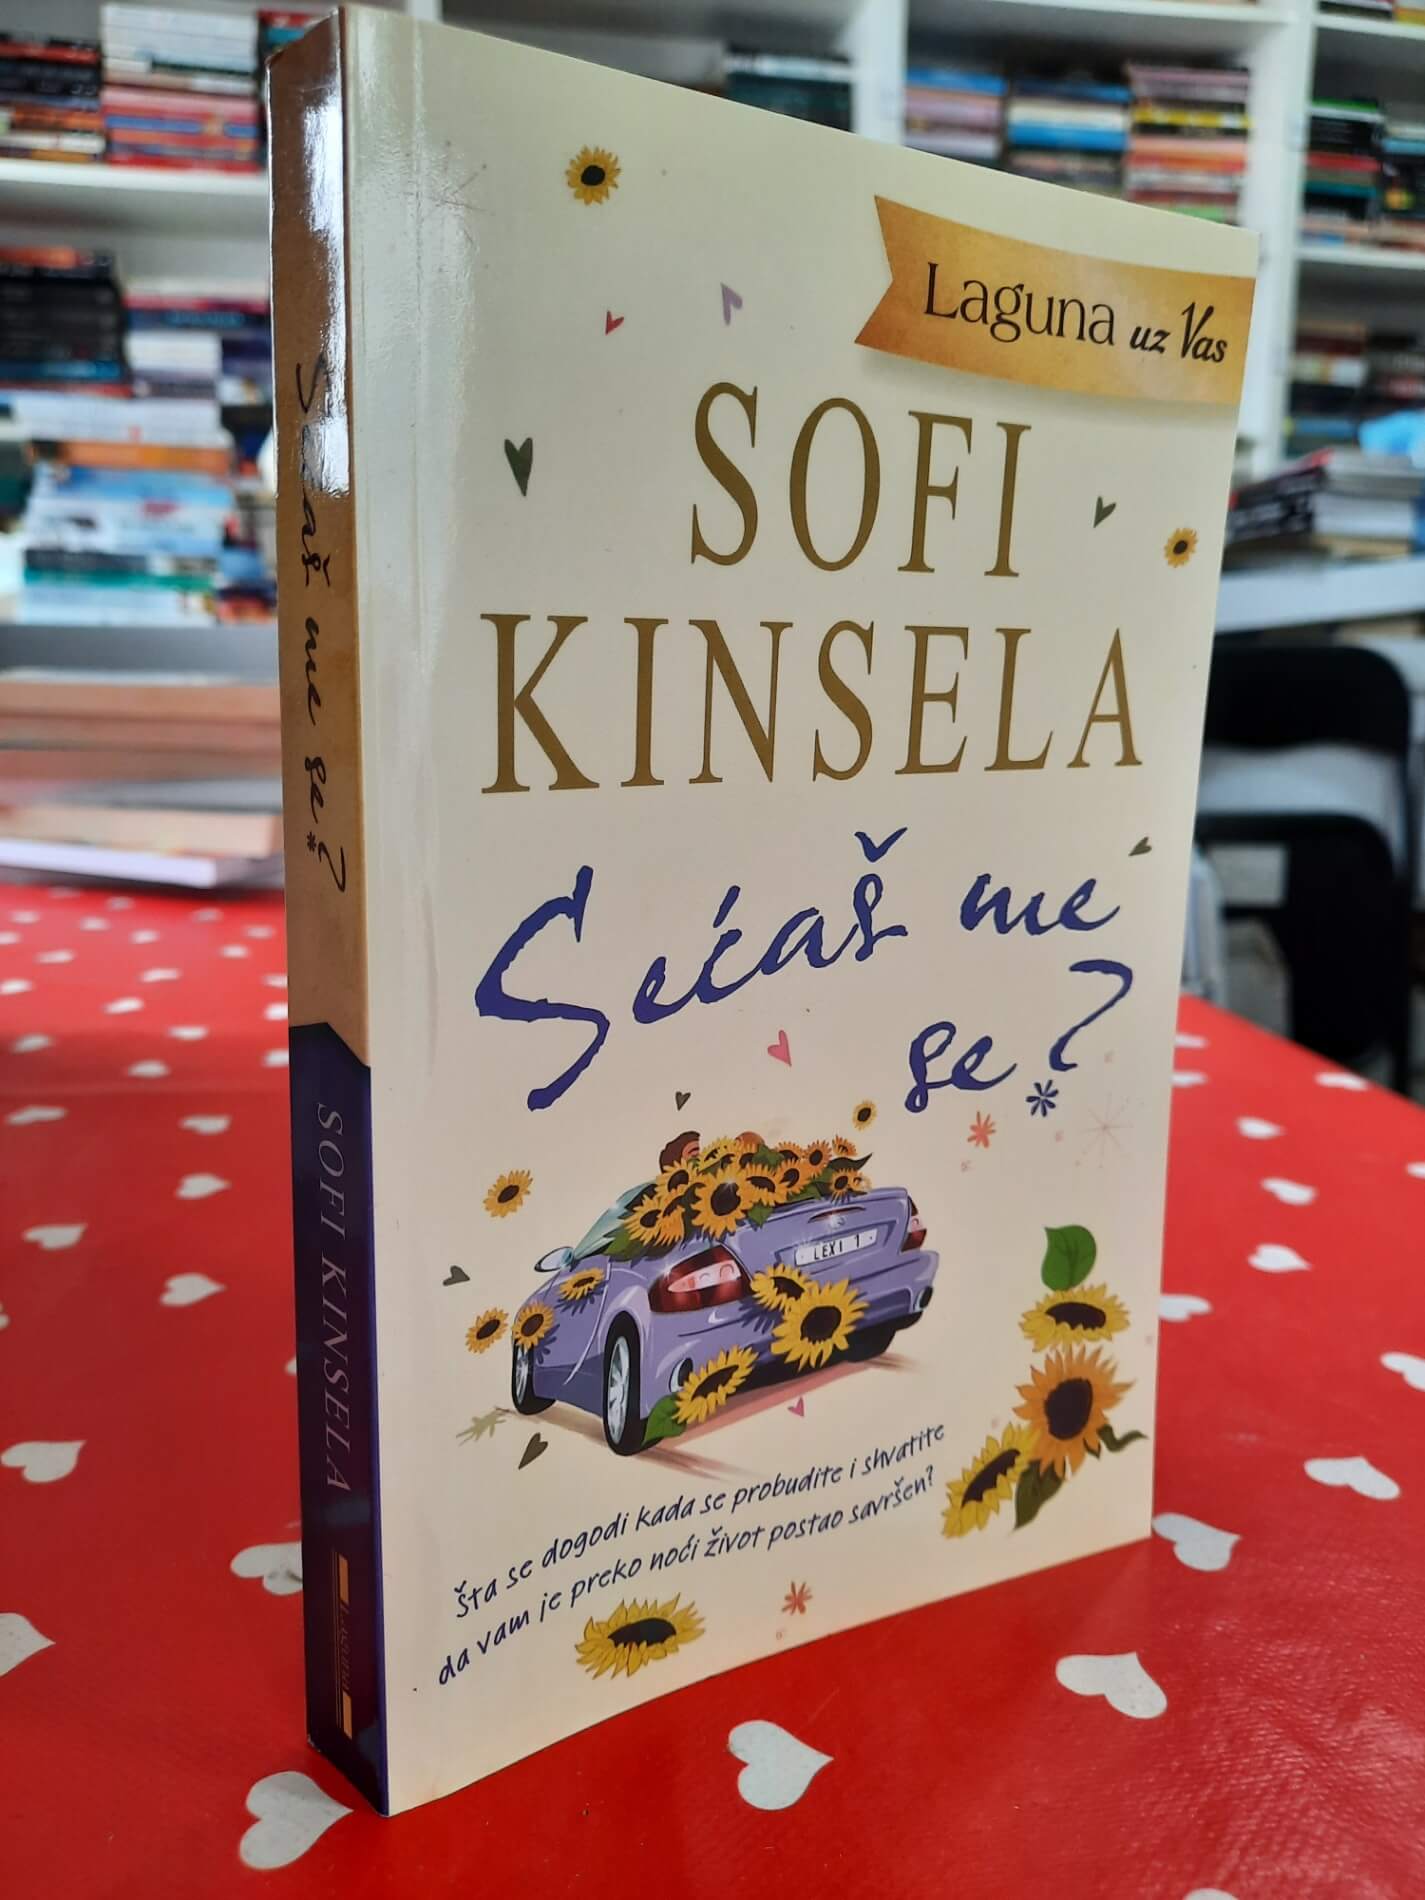 Laguna uz Vas
SOFI
KINSELA
Sećaš me
se?
LEXI 1
Šta se dogodi kada se probudite i shvatite
da vam je preko noći život postao savršen?
Sećaš me se?
SOFI KINSELA
Laguna